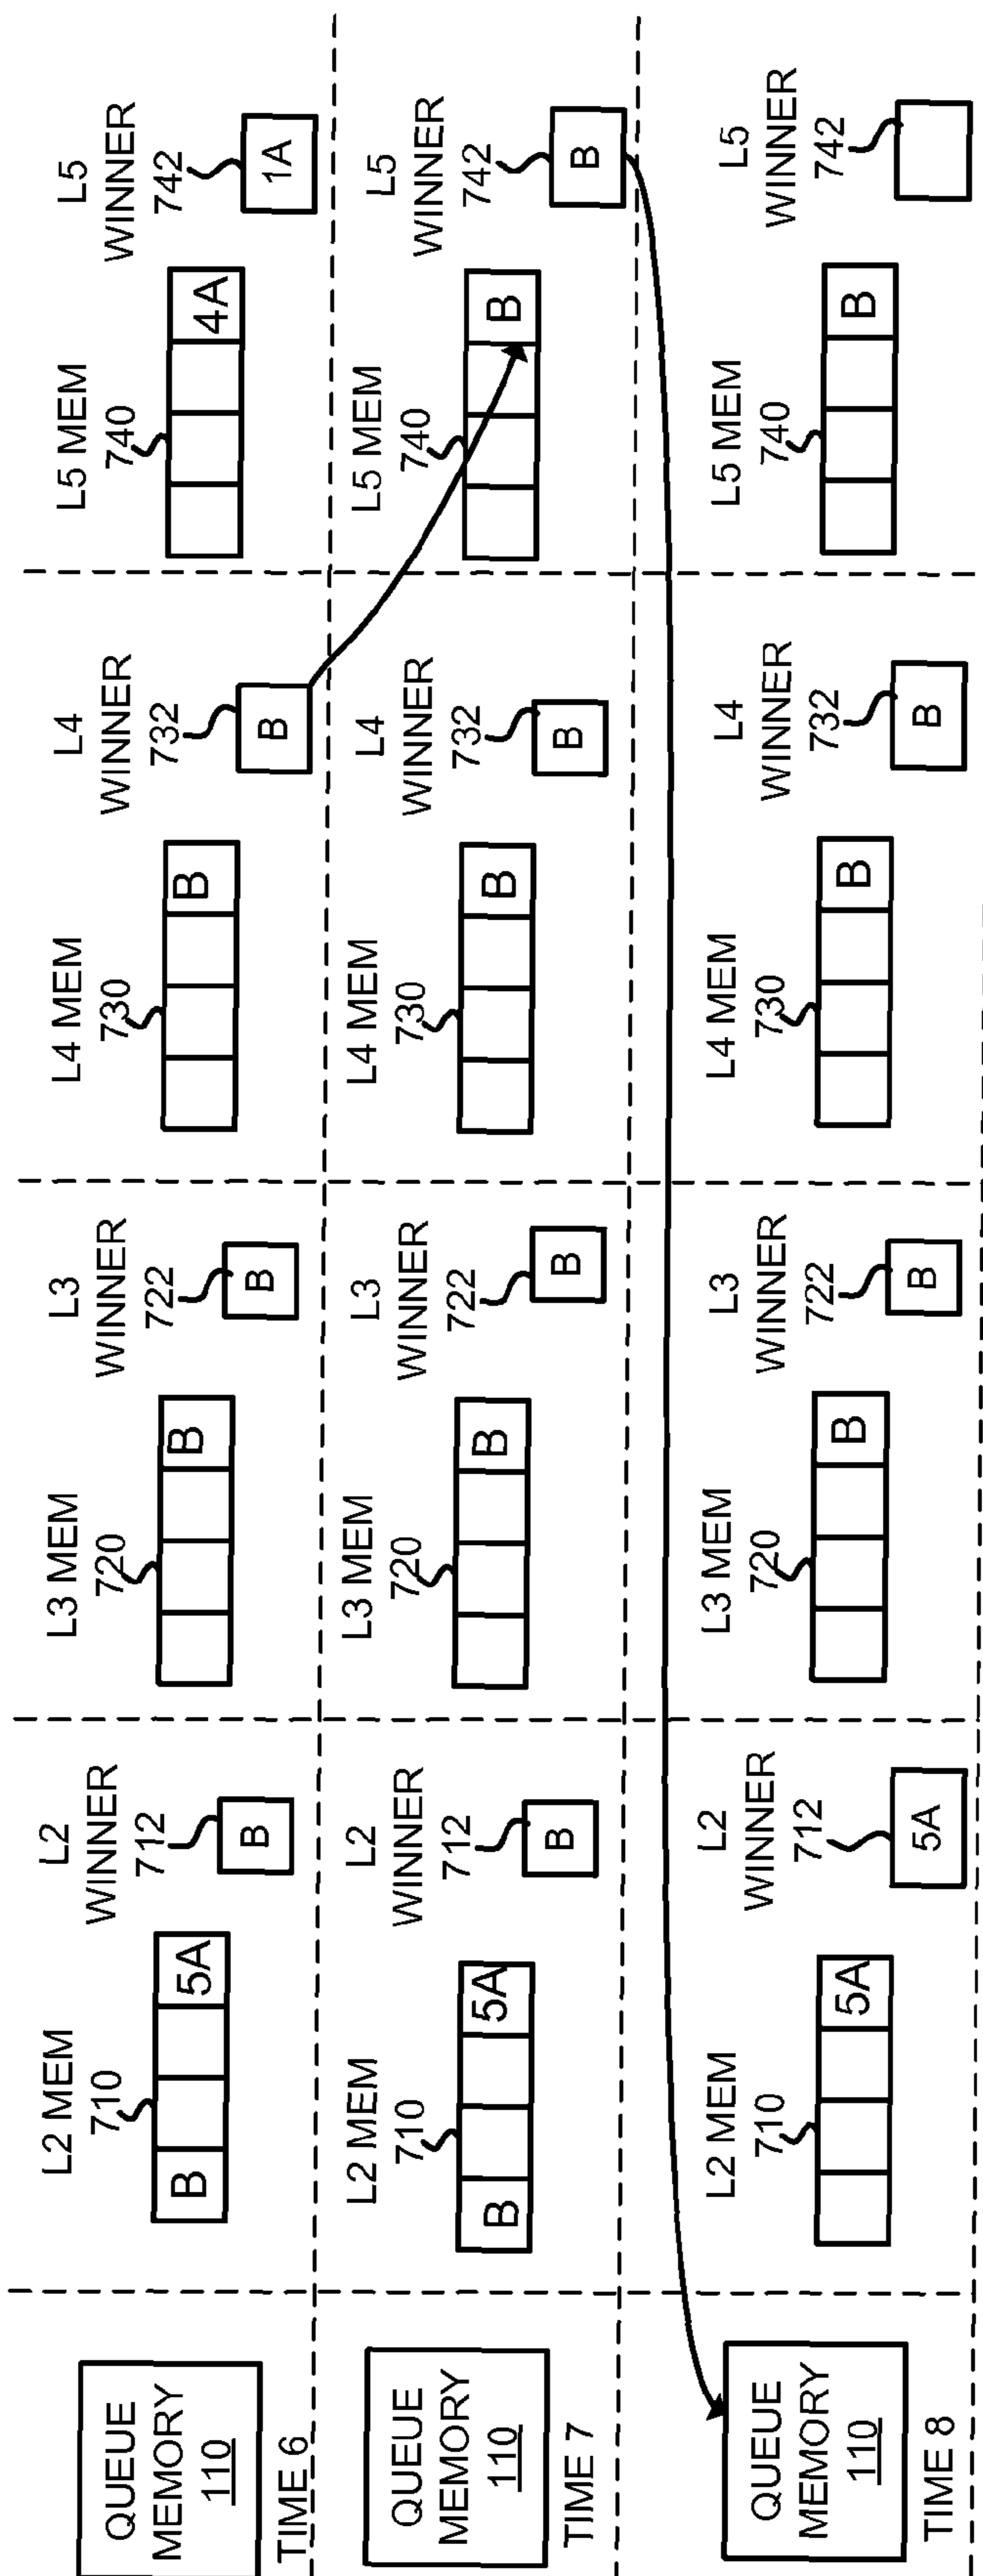 QUEUE
MEMORY
110
TIME 6
L2 MEM
710
B
5A
L2
WINNER
712
B
L3 MEM
720
B
L3
WINNER
722
B
L4 MEM
730
B
L4
WINNER
732
B
L5 MEM
740
4A
L5
WINNER
742
1A
QUEUE
MEMORY
110
TIME 7
L2 MEM
710
B
5A
L2
WINNER
712
B
L3 MEM
720
B
L3
WINNER
722
B
L4 MEM
730
B
L4
WINNER
732
B
L5 MEM
740
B
L5
WINNER
742
B
QUEUE
MEMORY
110
TIME 8
L2 MEM
710
5A
L2
WINNER
712
5A
L3 MEM
720
B
L3
WINNER
722
B
L4 MEM
730
B
L4
WINNER
732
B
L5 MEM
740
B
L5
WINNER
742